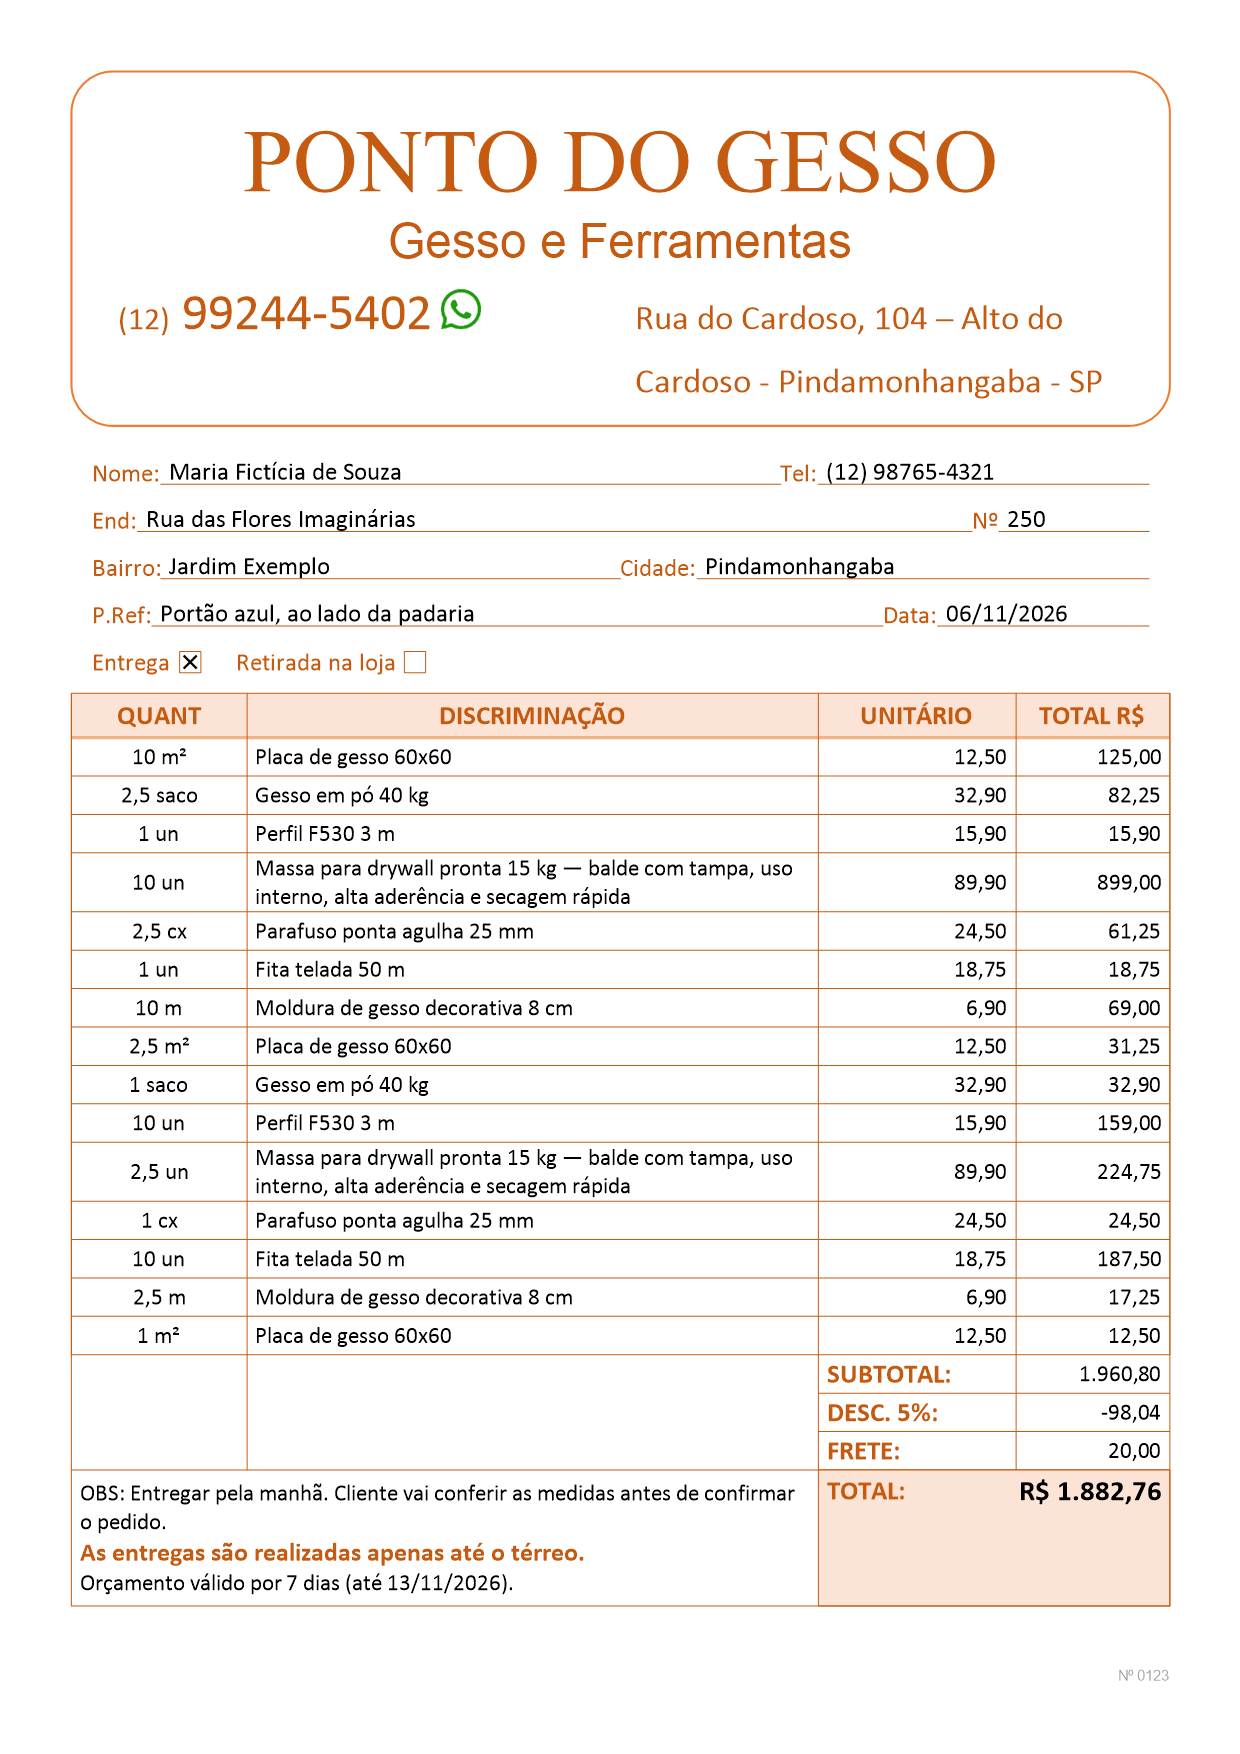 PONTO DO GESSO
Gesso e Ferramentas
(12) 99244-5402
Rua do Cardoso, 104 – Alto do
Cardoso - Pindamonhangaba - SP
Nome: Maria Fictícia de Souza Tel: (12) 98765-4321
End: Rua das Flores Imaginárias Nº 250
Bairro: Jardim Exemplo Cidade: Pindamonhangaba
P.Ref: Portão azul, ao lado da padaria Data: 06/11/2026
Entrega ☒ Retirada na loja ☐
QUANT DISCRIMINAÇÃO UNITÁRIO TOTAL R$
10 m² Placa de gesso 60x60 12,50 125,00
2,5 saco Gesso em pó 40 kg 32,90 82,25
1 un Perfil F530 3 m 15,90 15,90
10 un Massa para drywall pronta 15 kg — balde com tampa, uso
interno, alta aderência e secagem rápida 89,90 899,00
2,5 cx Parafuso ponta agulha 25 mm 24,50 61,25
1 un Fita telada 50 m 18,75 18,75
10 m Moldura de gesso decorativa 8 cm 6,90 69,00
2,5 m² Placa de gesso 60x60 12,50 31,25
1 saco Gesso em pó 40 kg 32,90 32,90
10 un Perfil F530 3 m 15,90 159,00
2,5 un Massa para drywall pronta 15 kg — balde com tampa, uso
interno, alta aderência e secagem rápida 89,90 224,75
1 cx Parafuso ponta agulha 25 mm 24,50 24,50
10 un Fita telada 50 m 18,75 187,50
2,5 m Moldura de gesso decorativa 8 cm 6,90 17,25
1 m² Placa de gesso 60x60 12,50 12,50
SUBTOTAL: 1.960,80
DESC. 5%: -98,04
FRETE: 20,00
OBS: Entregar pela manhã. Cliente vai conferir as medidas antes de confirmar
o pedido.
As entregas são realizadas apenas até o térreo.
Orçamento válido por 7 dias (até 13/11/2026).
TOTAL: R$ 1.882,76
Nº 0123